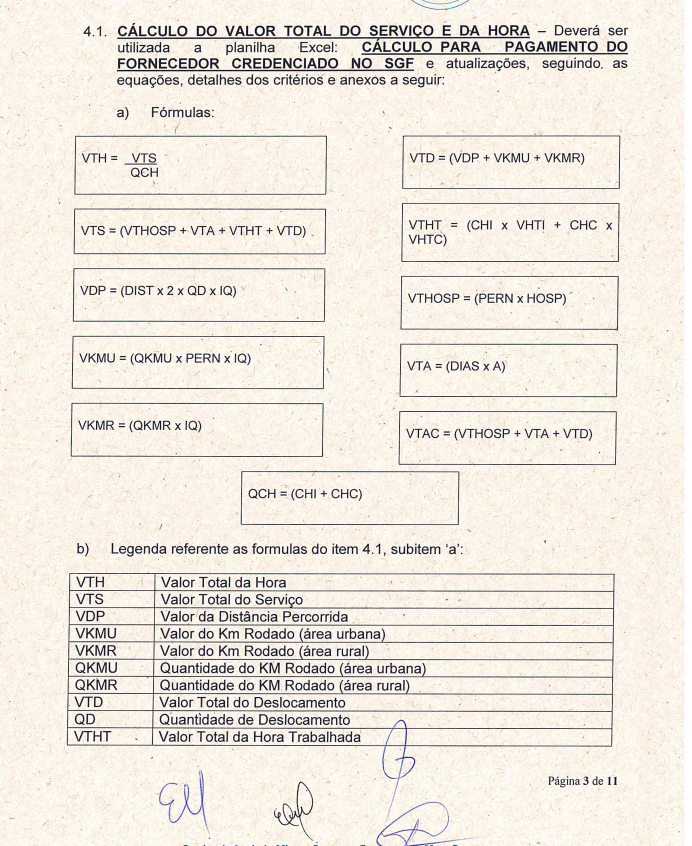 4.1. CÁLCULO DO VALOR TOTAL DO SERVIÇO E DA HORA – Deverá ser
utilizada a planilha Excel: CÁLCULO PARA PAGAMENTO DO
FORNECEDOR CREDENCIADO NO SGF e atualizações, seguindo, as
equações, detalhes dos critérios e anexos a seguir:
a) Fórmulas:
VTH = VTS
QCH
VTD = (VDP + VKMU + VKMR)
VTS = (VTHOSP + VTA + VTHT + VTD)
VTHT = (CHI x VHTI + CHC x
VHTC)
VDP = (DIST x 2 x QD x IQ)
VTHOSP = (PERN x HOSP)
VKMU = (QKMU x PERN x IQ)
VTA = (DIAS x A)
VKMR = (QKMR x IQ)
VTAC = (VTHOSP + VTA + VTD)
QCH = (CHI + CHC)
b) Legenda referente as formulas do item 4.1, subitem ‘a’:
VTH Valor Total da Hora
VTS Valor Total do Serviço
VDP Valor da Distância Percorrida
VKMU Valor do Km Rodado (área urbana)
VKMR Valor do Km Rodado (área rural)
QKMU Quantidade do KM Rodado (área urbana)
QKMR Quantidade do KM Rodado (área rural)
VTD Valor Total do Deslocamento
QD Quantidade de Deslocamento
VTHT Valor Total da Hora Trabalhada
Página 3 de 11